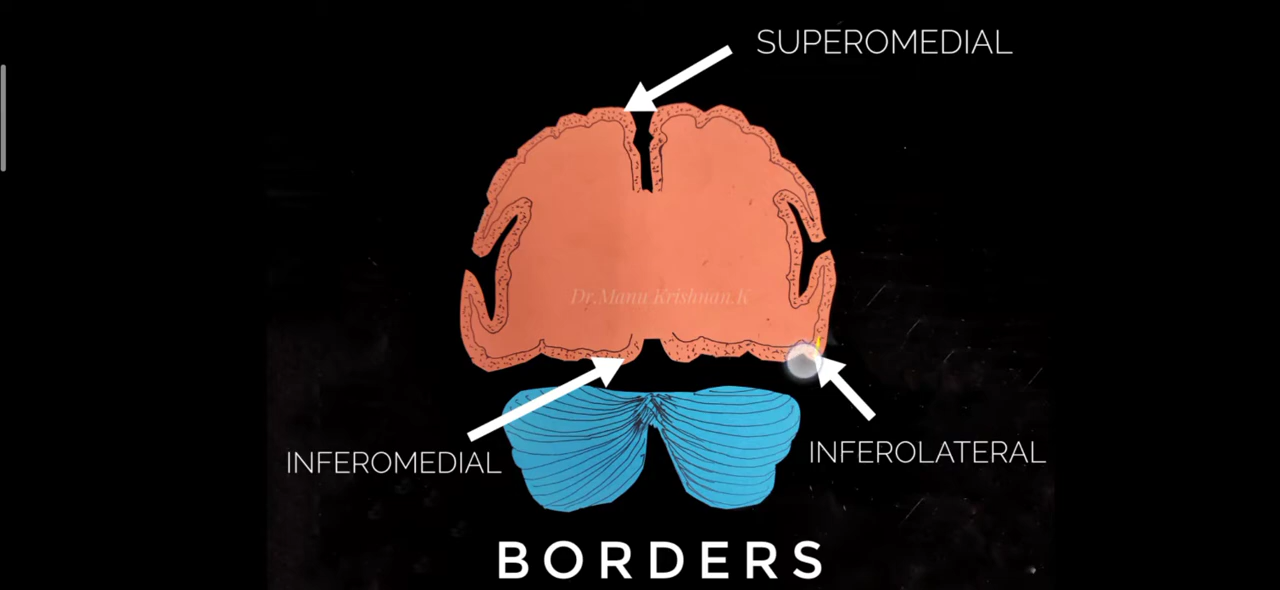 SUPEROMEDIAL
Dr.Manu Krishnan.K
INFEROMEDIAL
INFEROLATERAL
BORDERS